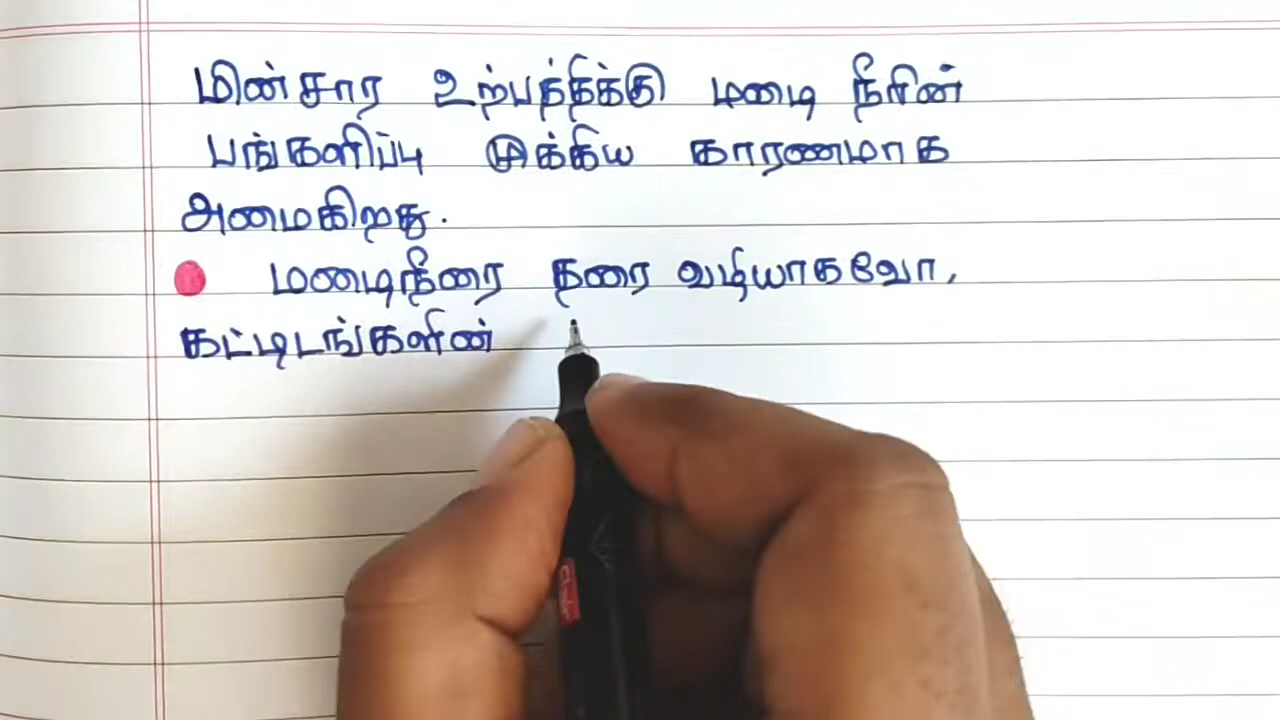 மின்சார உற்பத்திக்கு மழை நீரின்
பங்களிப்பு முக்கிய காரணமாக
அமைகிறது.
மழைநீரை தரை வழியாகவோ,
கட்டிடங்களின்